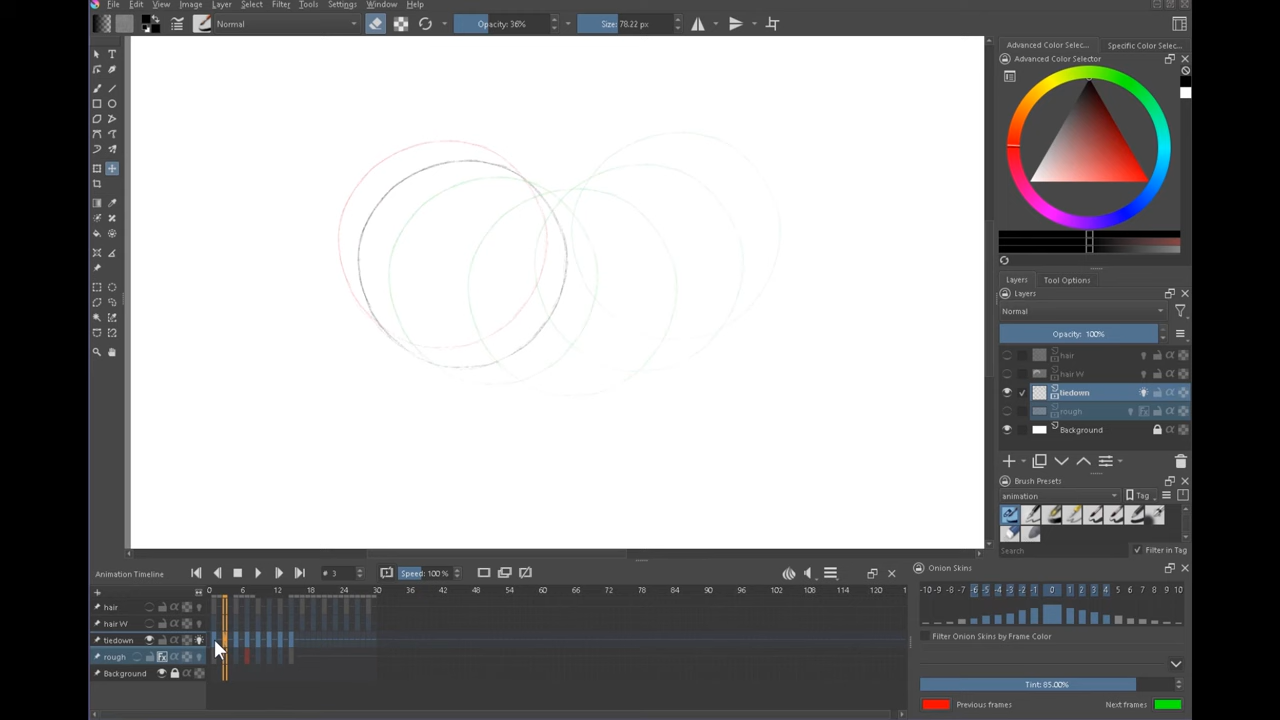 File Edit View Image Layer Select Filter Tools Settings Window Help
Normal Opacity: 36% Size: 78.22 px
Advanced Color Selec... Specific Color Selec...
Advanced Color Selector
Layers Tool Options
Layers
Normal
Opacity: 100%
hair
hair W
tiedown
rough
Background
Brush Presets
animation Tag
Search Filter in Tag
Animation Timeline # 3 Speed: 100 %
0 6 12 18 24 30 36 42 48 54 60 66 72 78 84 90 96 102 108 114 120
hair
hair W
tiedown
rough
Background
Onion Skins
-10 -9 -8 -7 -6 -5 -4 -3 -2 -1 0 1 2 3 4 5 6 7 8 9 10
Filter Onion Skins by Frame Color
Tint: 85.00%
Previous frames Next frames